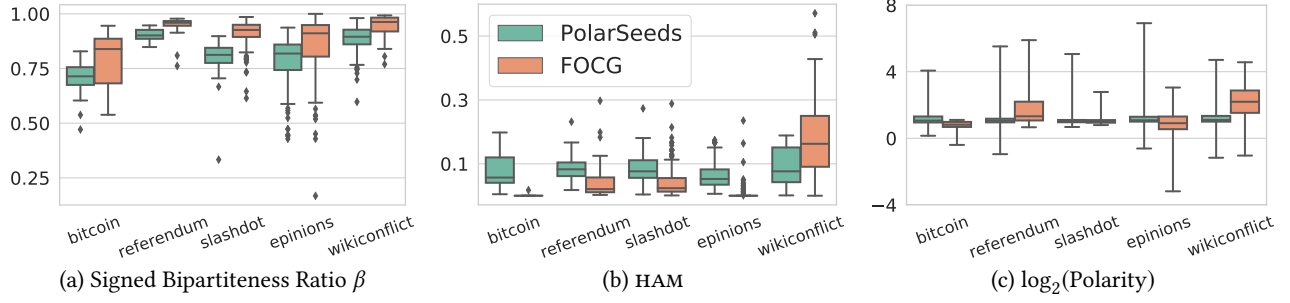 1.00
0.75
0.50
0.25
bitcoin
referendum
slashdot
epinions
wikiconflict
(a) Signed Bipartiteness Ratio β
PolarSeeds
FOCG
0.5
0.3
0.1
bitcoin
referendum
slashdot
epinions
wikiconflict
(b) HAM
8
4
0
−4
bitcoin
referendum
slashdot
epinions
wikiconflict
(c) log₂(Polarity)